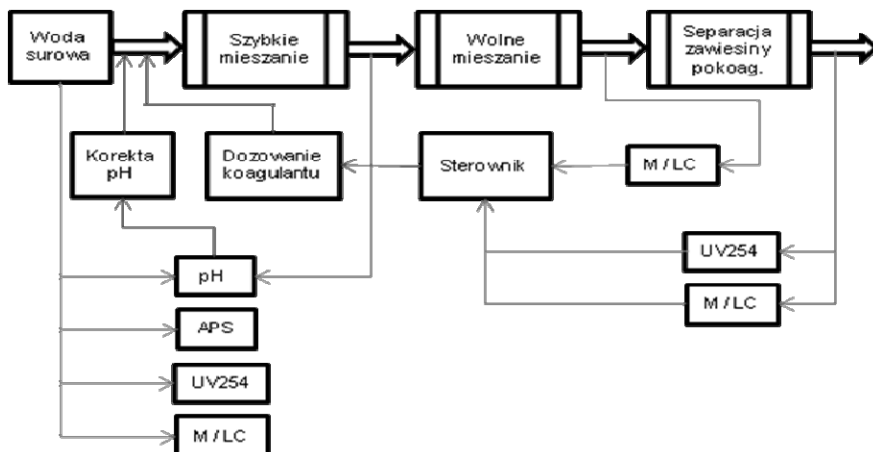 Woda
surowa
Szybkie
mieszanie
Wolne
mieszanie
Separacja
zawiesiny
pokoag.
Korekta
pH
Dozowanie
koagulantu
Sterownik
M / LC
UV254
M / LC
pH
APS
UV254
M / LC